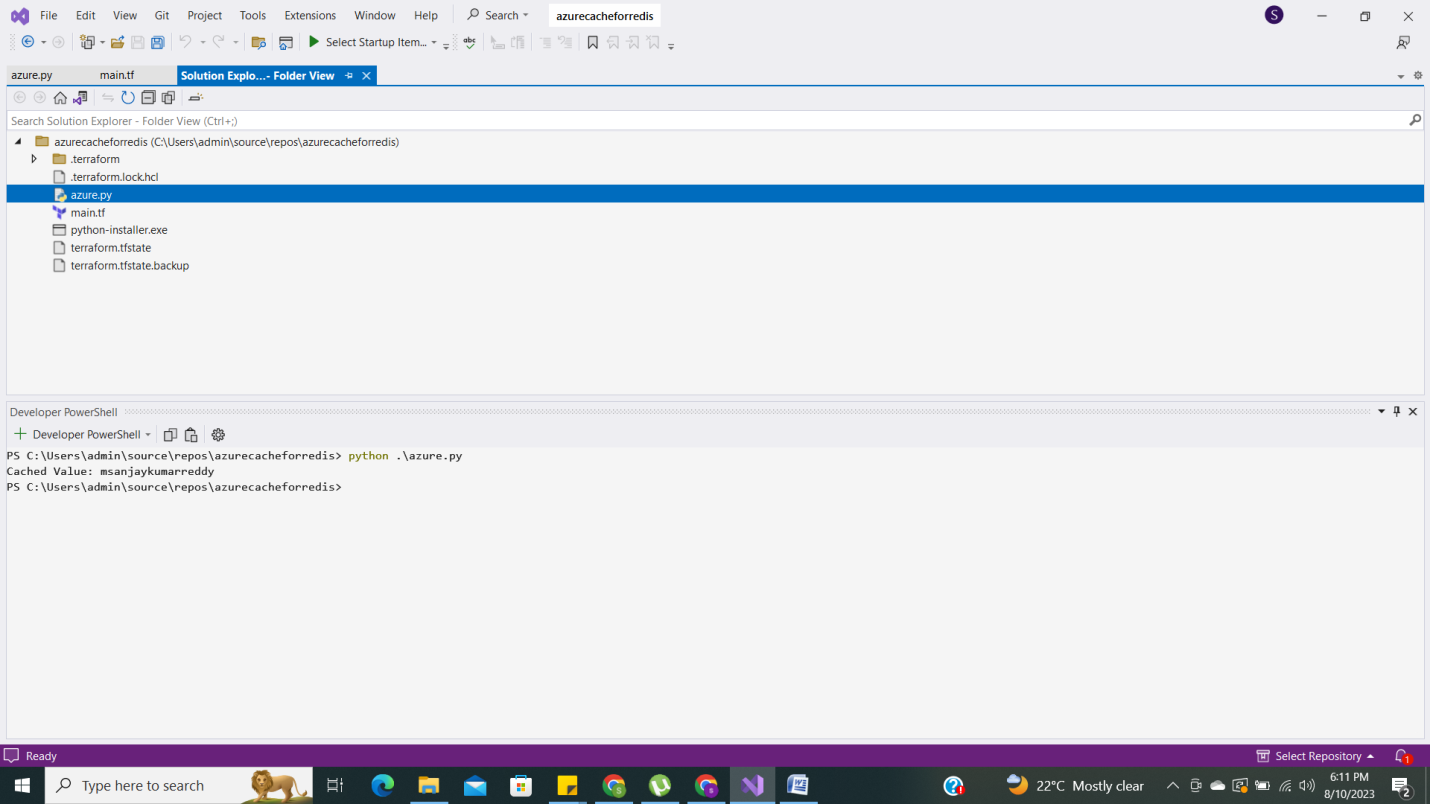 File Edit View Git Project Tools Extensions Window Help Search azurecacheforredis S
Select Startup Item... abc
azure.py main.tf Solution Explo...- Folder View
Search Solution Explorer - Folder View (Ctrl+;)
azurecacheforredis (C:\Users\admin\source\repos\azurecacheforredis)
.terraform
.terraform.lock.hcl
azure.py
main.tf
python-installer.exe
terraform.tfstate
terraform.tfstate.backup
Developer PowerShell
Developer PowerShell
PS C:\Users\admin\source\repos\azurecacheforredis> python .\azure.py
Cached Value: msanjaykumarreddy
PS C:\Users\admin\source\repos\azurecacheforredis>
Ready Select Repository 1
Type here to search 22°C Mostly clear 6:11 PM
8/10/2023 2